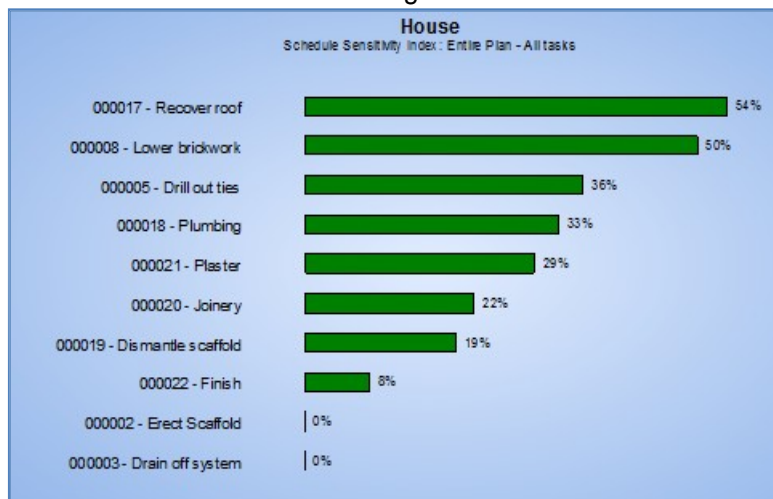 House
Schedule Sensitivity Index : Entire Plan - All tasks
000017 - Recover roof 54%
000008 - Lower brickwork 50%
000005 - Drill out ties 36%
000018 - Plumbing 33%
000021 - Plaster 29%
000020 - Joinery 22%
000019 - Dismantle scaffold 19%
000022 - Finish 8%
000002 - Erect Scaffold 0%
000003 - Drain off system 0%